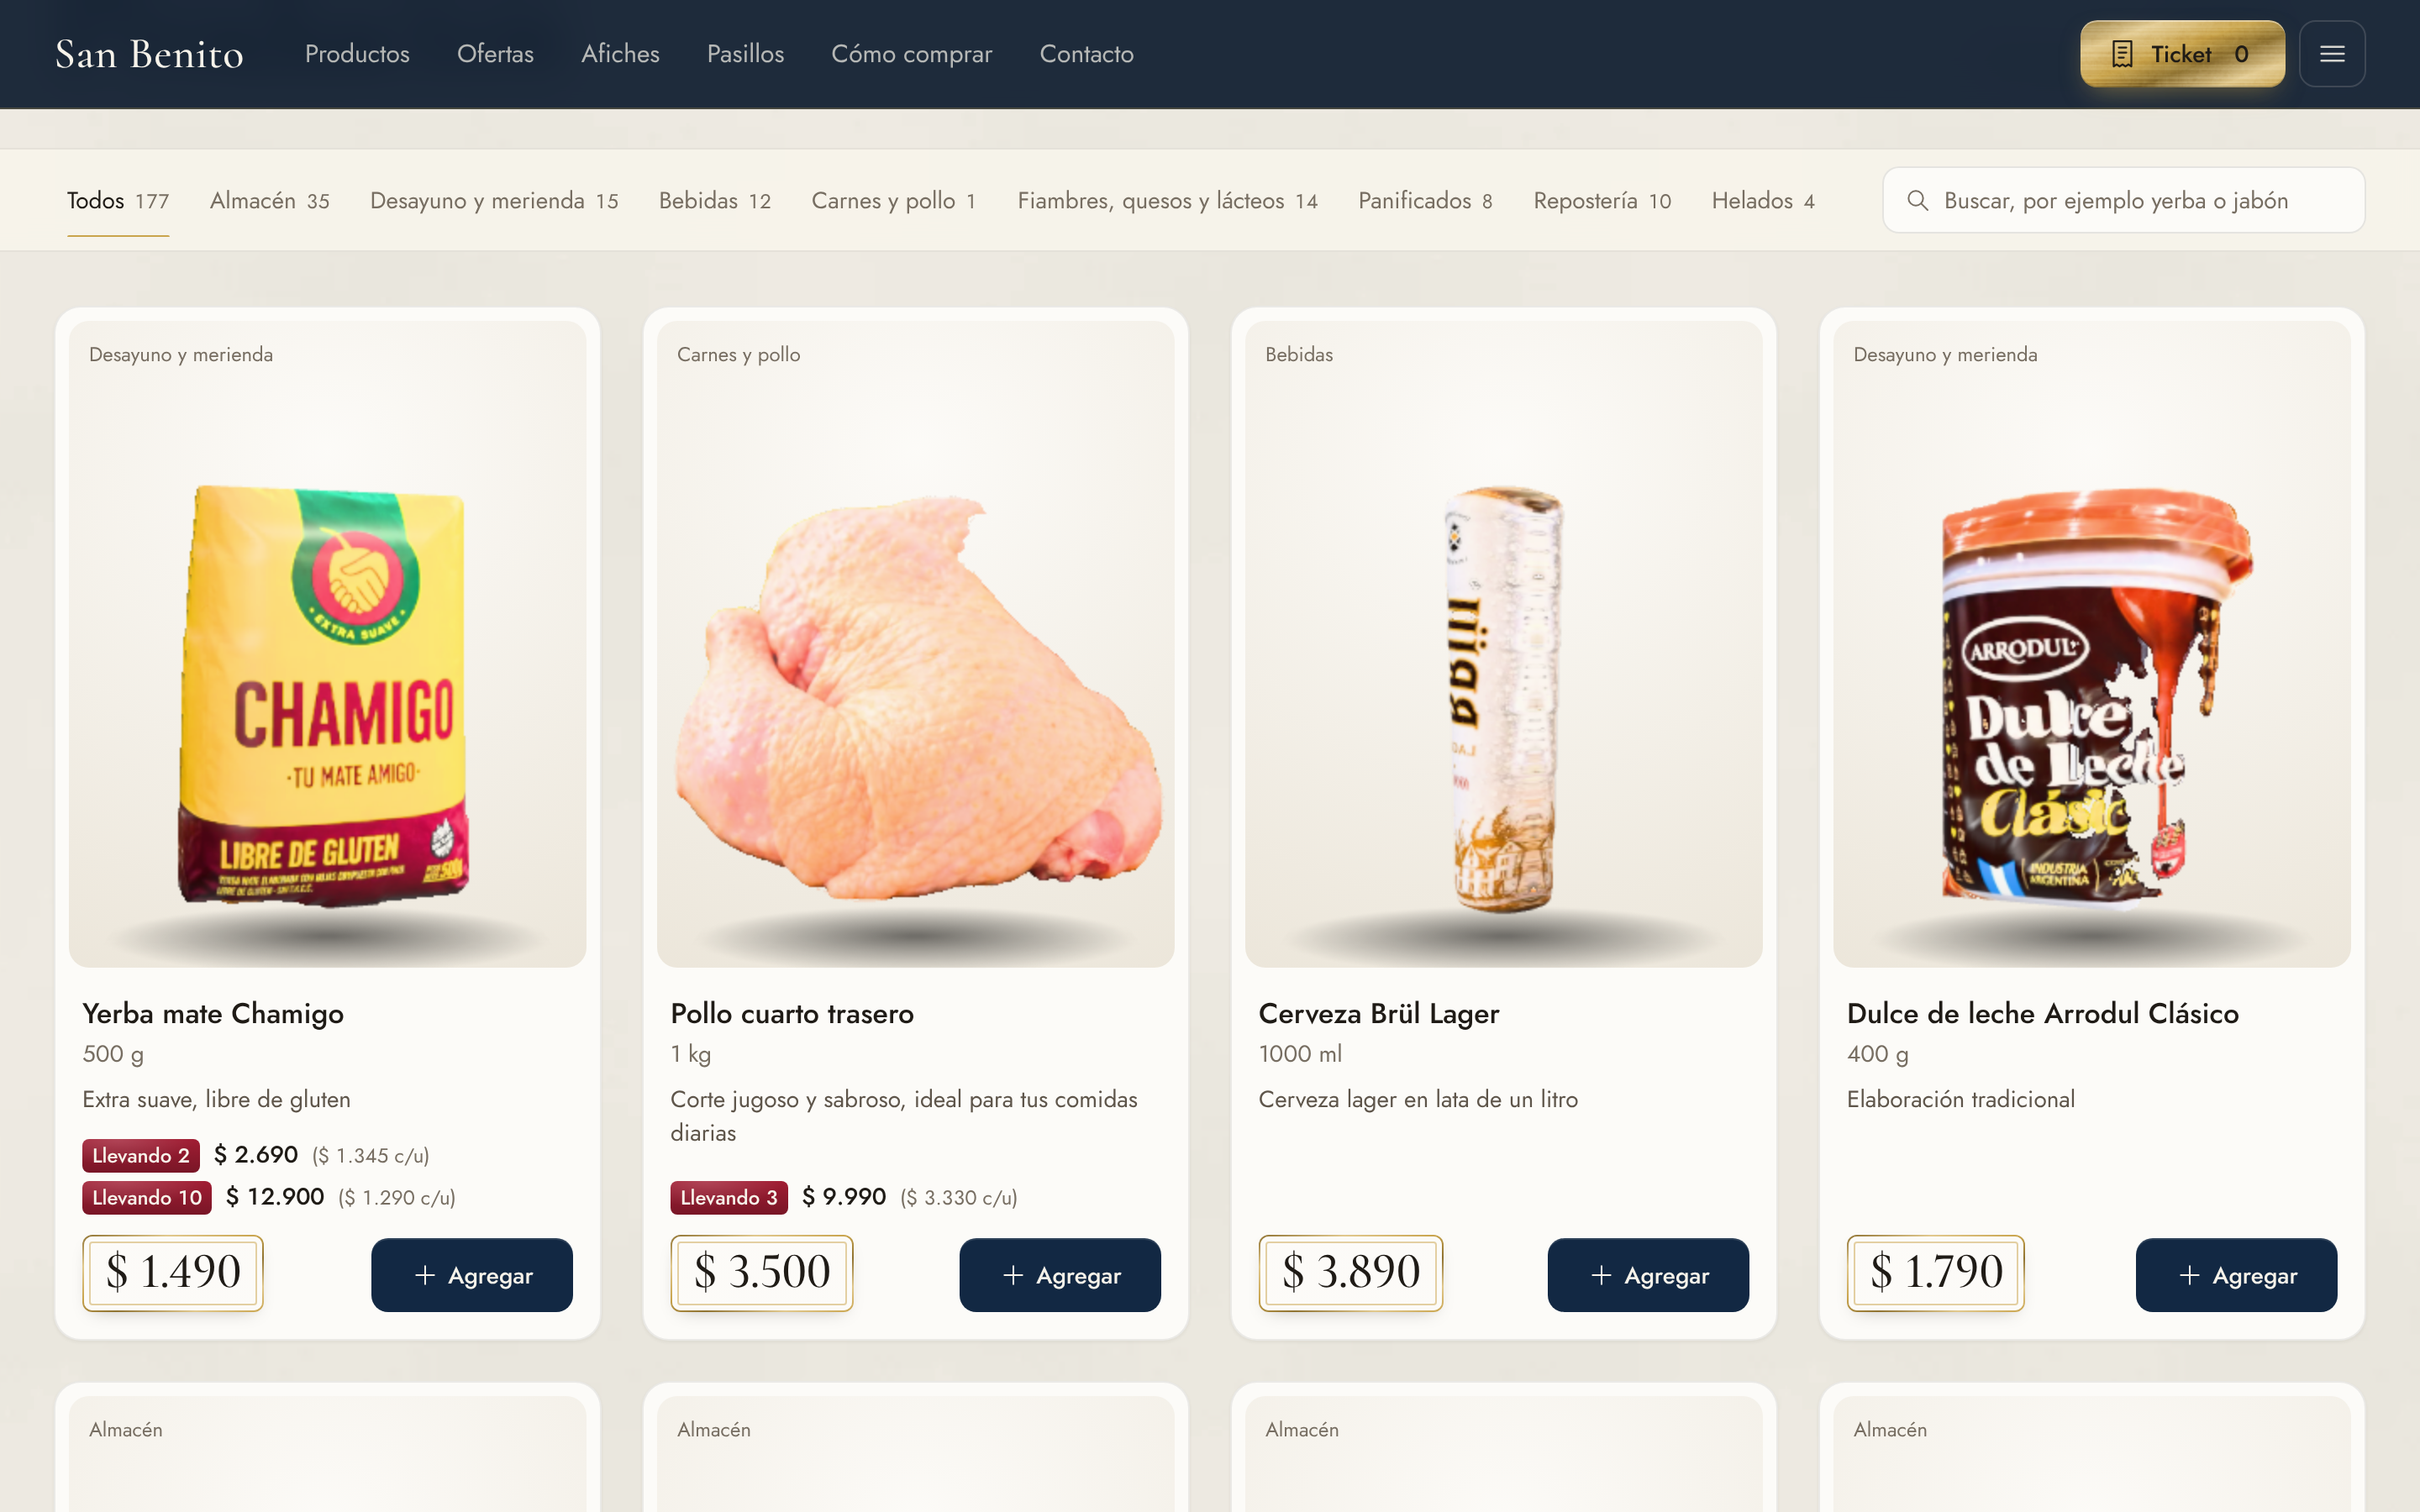 San Benito
Productos
Ofertas
Afiches
Pasillos
Cómo comprar
Contacto
Ticket 0
Todos 177
Almacén 35
Desayuno y merienda 15
Bebidas 12
Carnes y pollo 1
Fiambres, quesos y lácteos 14
Panificados 8
Repostería 10
Helados 4
Buscar, por ejemplo yerba o jabón
Desayuno y merienda
EXTRA SUAVE
CHAMIGO
·TU MATE AMIGO·
LIBRE DE GLUTEN
Yerba mate Chamigo
500 g
Extra suave, libre de gluten
Llevando 2 $ 2.690 ($ 1.345 c/u)
Llevando 10 $ 12.900 ($ 1.290 c/u)
$ 1.490
+ Agregar
Carnes y pollo
Pollo cuarto trasero
1 kg
Corte jugoso y sabroso, ideal para tus comidas
diarias
Llevando 3 $ 9.990 ($ 3.330 c/u)
$ 3.500
+ Agregar
Bebidas
Cerveza Brül Lager
1000 ml
Cerveza lager en lata de un litro
$ 3.890
+ Agregar
Desayuno y merienda
ARRODUL
Dulce
de Leche
Clásic
INDUSTRIA
ARGENTINA
Dulce de leche Arrodul Clásico
400 g
Elaboración tradicional
$ 1.790
+ Agregar
Almacén
Almacén
Almacén
Almacén